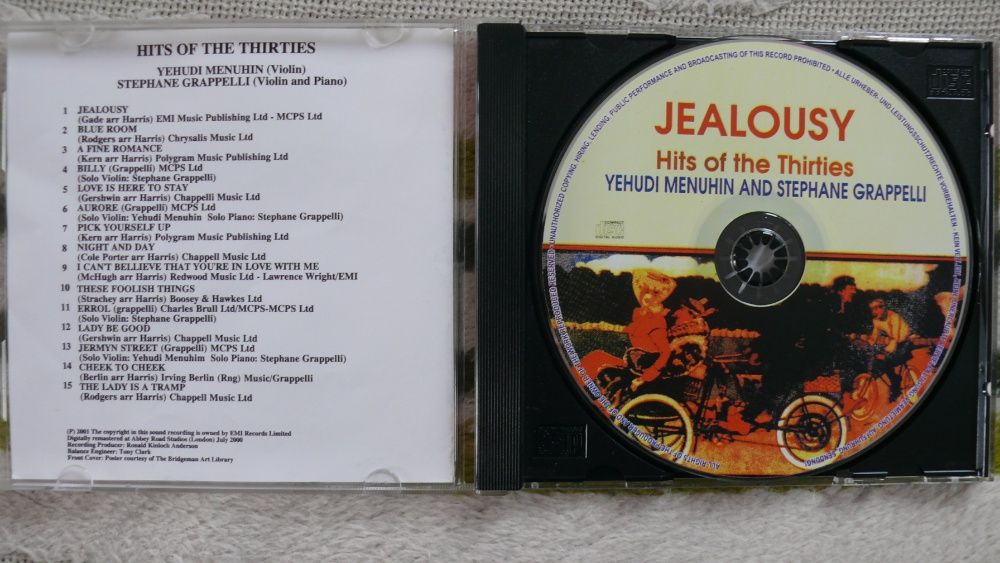 HITS OF THE THIRTIES
YEHUDI MENUHIN (Violin)
STEPHANE GRAPPELLI (Violin and Piano)
1 JEALOUSY
(Gade arr Harris) EMI Music Publishing Ltd - MCPS Ltd
2 BLUE ROOM
(Rodgers arr Harris) Chrysalis Music Ltd
3 A FINE ROMANCE
(Kern arr Harris) Polygram Music Publishing Ltd
4 BILLY (Grappelli) MCPS Ltd
(Solo Violin: Stephane Grappelli)
5 LOVE IS HERE TO STAY
(Gershwin arr Harris) Chappell Music Ltd
6 AURORE (Grappelli) MCPS Ltd
(Solo Violin: Yehudi Menuhim Solo Piano: Stephane Grappelli)
7 PICK YOURSELF UP
(Kern arr Harris) Polygram Music Publishing Ltd
8 NIGHT AND DAY
(Cole Porter arr Harris) Chappell Music Ltd
9 I CAN'T BELLIEVE THAT YOU'RE IN LOVE WITH ME
(McHugh arr Harris) Redwood Music Ltd - Lawrence Wright/EMI
10 THESE FOOLISH THINGS
(Strachey arr Harris) Boosey & Hawkes Ltd
11 ERROL (grappelli) Charles Brull Ltd/MCPS-MCPS Ltd
(Solo Violin: Stephane Grappelli)
12 LADY BE GOOD
(Gershwin arr Harris) Chappell Music Ltd
13 JERMYN STREET (Grappelli) MCPS Ltd
(Solo Violin: Yehudi Menuhim Solo Piano: Stephane Grappelli)
14 CHEEK TO CHEEK
(Berlin arr Harris) Irving Berlin (Rng) Music/Grappelli
15 THE LADY IS A TRAMP
(Rodgers arr Harris) Chappell Music Ltd
(P) 2001 The copyright in this sound recording is owned by EMI Records Limited
Digitally remastered at Abbey Road Studios (London) July 2000
Recording Producer: Ronald Kinloch Anderson
Balance Engineer: Tony Clark
Front Cover: Poster courtesy of The Bridgeman Art Library
JEALOUSY
Hits of the Thirties
YEHUDI MENUHIN AND STEPHANE GRAPPELLI
DIGITAL AUDIO
UNAUTHORIZED COPYING, HIRING, LENDING, PUBLIC PERFORMANCE AND BROADCASTING OF THIS RECORD PROHIBITED · ALLE URHEBER- UND LEISTUNGSSCHUTZRECHTE VORBEHALTEN